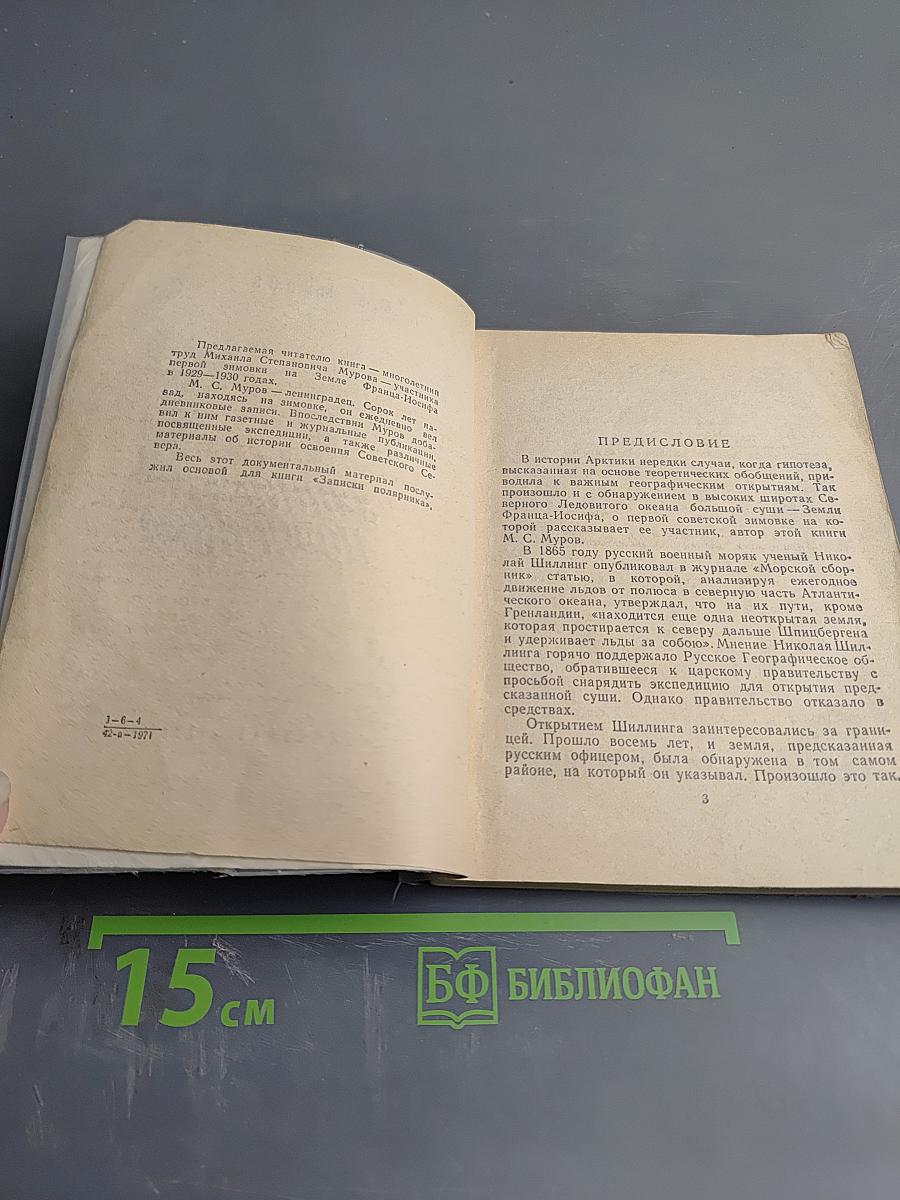 Предлагаемая читателю книга — многолетний
труд Михаила Степановича Мурова — участника
первой зимовки на Земле Франца-Иосифа
в 1929—1930 годах.
М. С. Муров — ленинградец. Сорок лет на-
зад, находясь на зимовке, он ежедневно вел
дневниковые записи. Впоследствии Муров доба-
вил к ним газетные и журнальные публикации,
посвященные экспедиции, а также различные
материалы об истории освоения Советского Се-
вера.
Весь этот документальный материал послу-
жил основой для книги «Записки полярника».
1-6-4
42-а-1971
ПРЕДИСЛОВИЕ
В истории Арктики нередки случаи, когда гипотеза,
высказанная на основе теоретических обобщений, при-
водила к важным географическим открытиям. Так
произошло и с обнаружением в высоких широтах Се-
верного Ледовитого океана большой суши — Земли
Франца-Иосифа, о первой советской зимовке на ко-
торой рассказывает ее участник, автор этой книги
М. С. Муров.
В 1865 году русский военный моряк ученый Нико-
лай Шиллинг опубликовал в журнале «Морской сбор-
ник» статью, в которой, анализируя ежегодное
движение льдов от полюса в северную часть Атланти-
ческого океана, утверждал, что на их пути, кроме
Гренландии, «находится еще одна неоткрытая земля,
которая простирается к северу дальше Шпицбергена
и удерживает льды за собою». Мнение Николая Шил-
линга горячо поддержало Русское Географическое об-
щество, обратившееся к царскому правительству с
просьбой снарядить экспедицию для открытия пред-
сказанной суши. Однако правительство отказало в
средствах.
Открытием Шиллинга заинтересовались за грани-
цей. Прошло восемь лет, и земля, предсказанная
русским офицером, была обнаружена в том самом
районе, на который он указывал. Произошло это так.
3
15 см
БФ БИБЛИОФАН